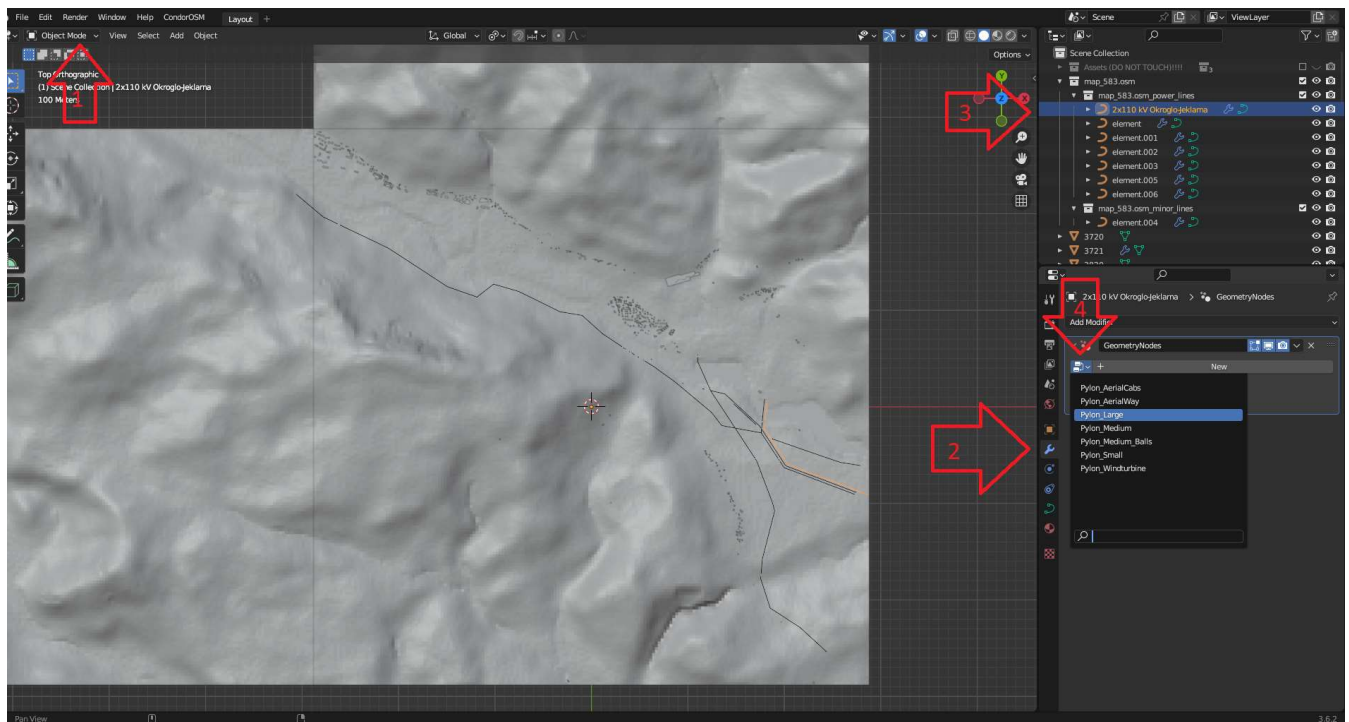 File Edit Render Window Help CondorOSM Layout +
Scene ViewLayer
Object Mode View Select Add Object Global
Options
Top Orthographic
(1) Scene Collection | 2x110 kV Okroglo-Jeklarna
100 Meters
1
2
3
4
Y
Z
X
Scene Collection
Assets (DO NOT TOUCH)!!!! 3
map_583.osm
map_583.osm_power_lines
2x110 kV Okroglo-Jeklarna
element
element.001
element.002
element.003
element.005
element.006
map_583.osm_minor_lines
element.004
3720
3721
2x110 kV Okroglo-Jeklarna > GeometryNodes
Add Modifier
GeometryNodes
+ New
Pylon_AerialCabs
Pylon_AerialWay
Pylon_Large
Pylon_Medium
Pylon_Medium_Balls
Pylon_Small
Pylon_Windturbine
Pan View
3.6.2